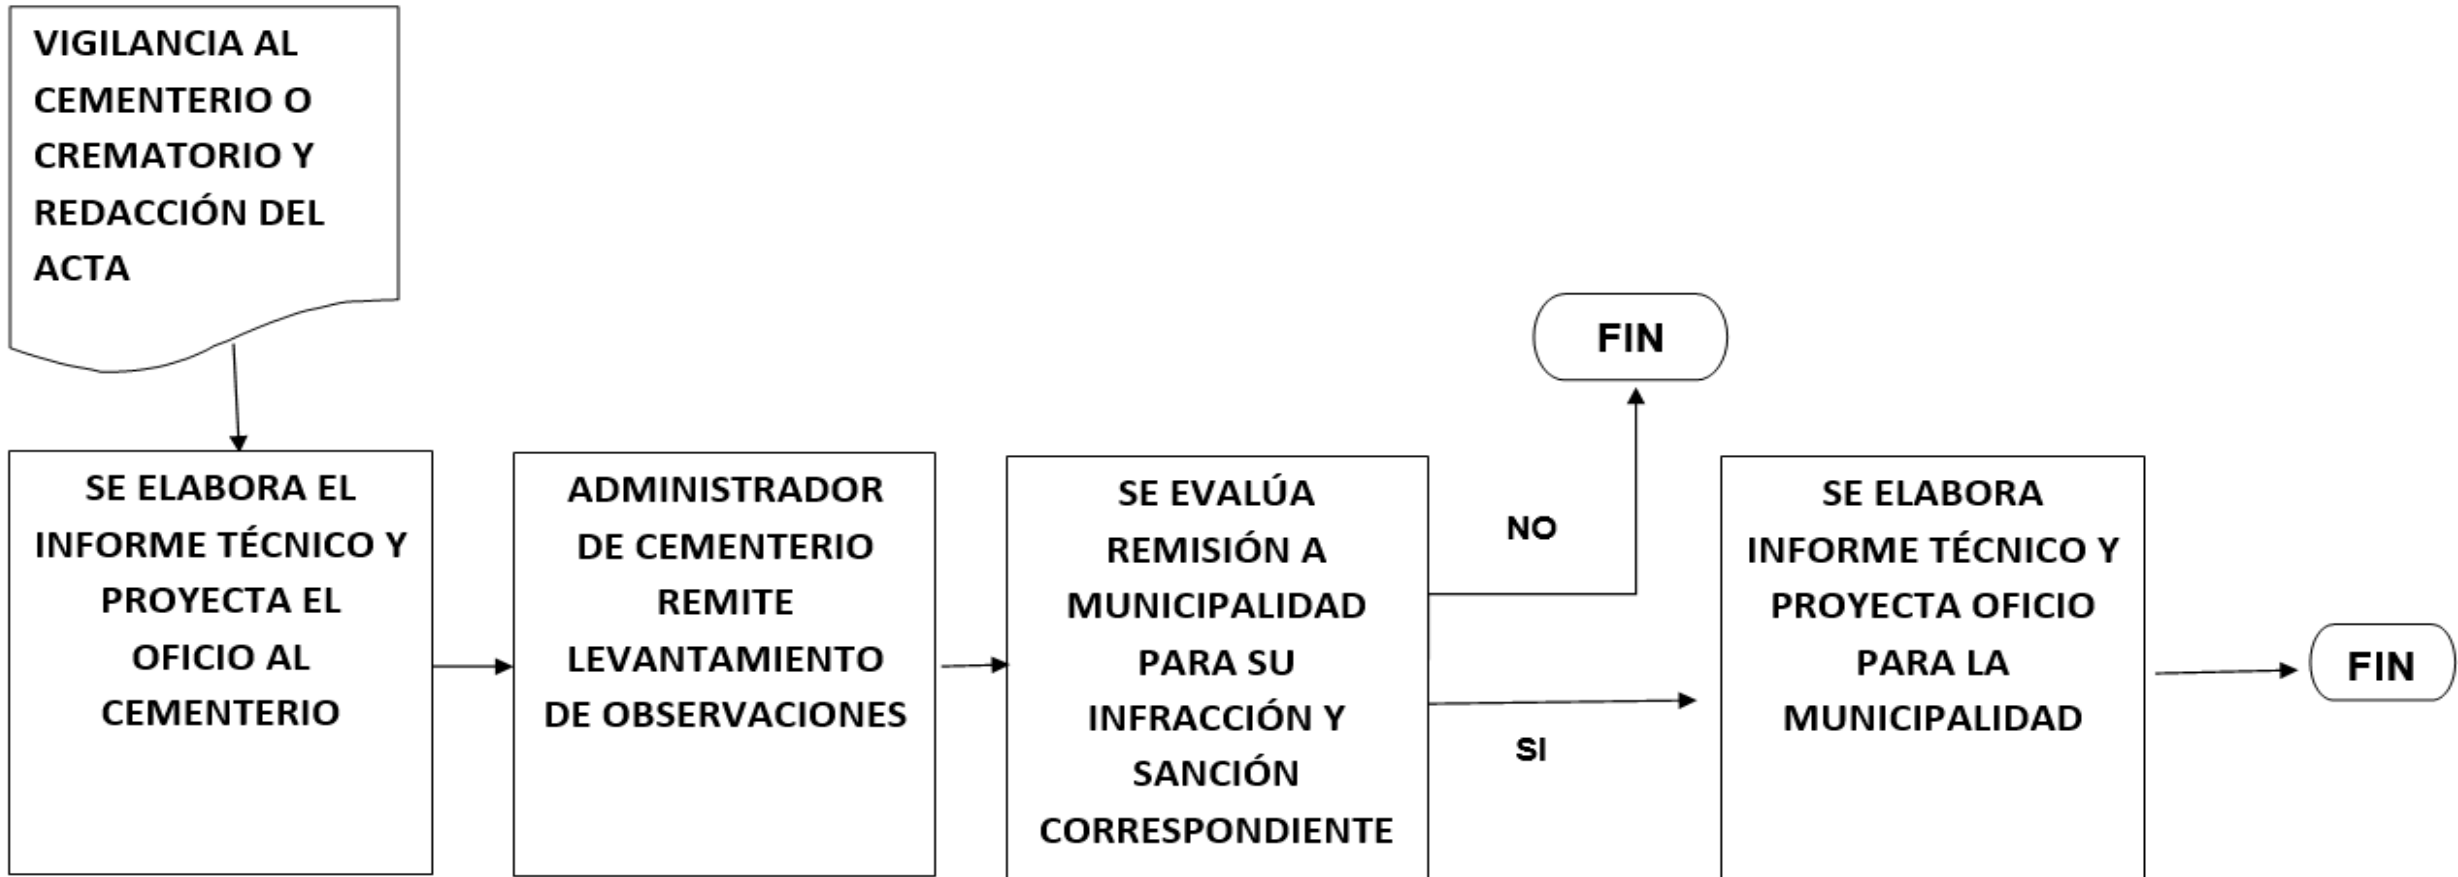 VIGILANCIA AL
CEMENTERIO O
CREMATORIO Y
REDACCIÓN DEL
ACTA
SE ELABORA EL
INFORME TÉCNICO Y
PROYECTA EL
OFICIO AL
CEMENTERIO
ADMINISTRADOR
DE CEMENTERIO
REMITE
LEVANTAMIENTO
DE OBSERVACIONES
SE EVALÚA
REMISIÓN A
MUNICIPALIDAD
PARA SU
INFRACCIÓN Y
SANCIÓN
CORRESPONDIENTE
NO
FIN
SI
SE ELABORA
INFORME TÉCNICO Y
PROYECTA OFICIO
PARA LA
MUNICIPALIDAD
FIN